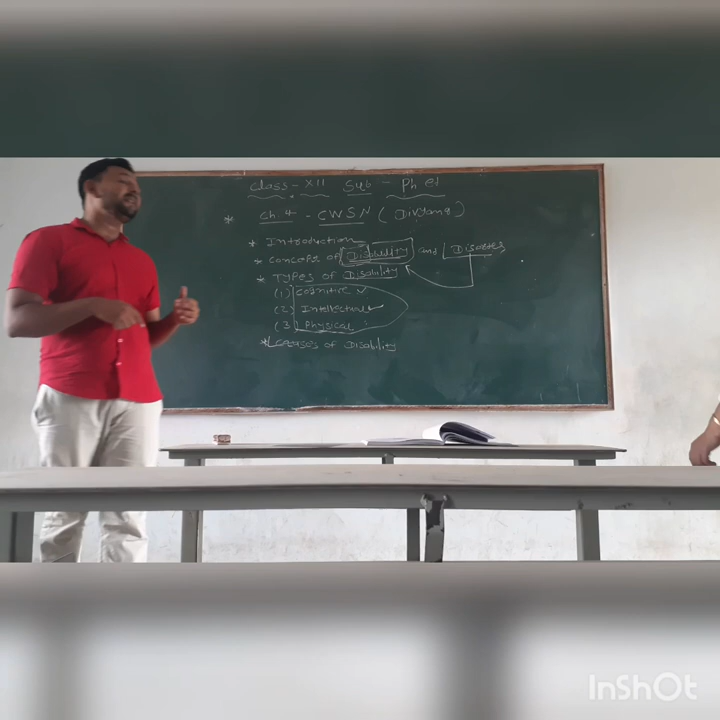 Class-XII Sub - Ph ed
* Ch 4 - CWSN (Divyang)
* Introduction
* Concept of Disability and Disorders
* Types of Disability
(1) Cognitive
(2) Intellectual
(3) Physical
* Causes of Disability
InShOt